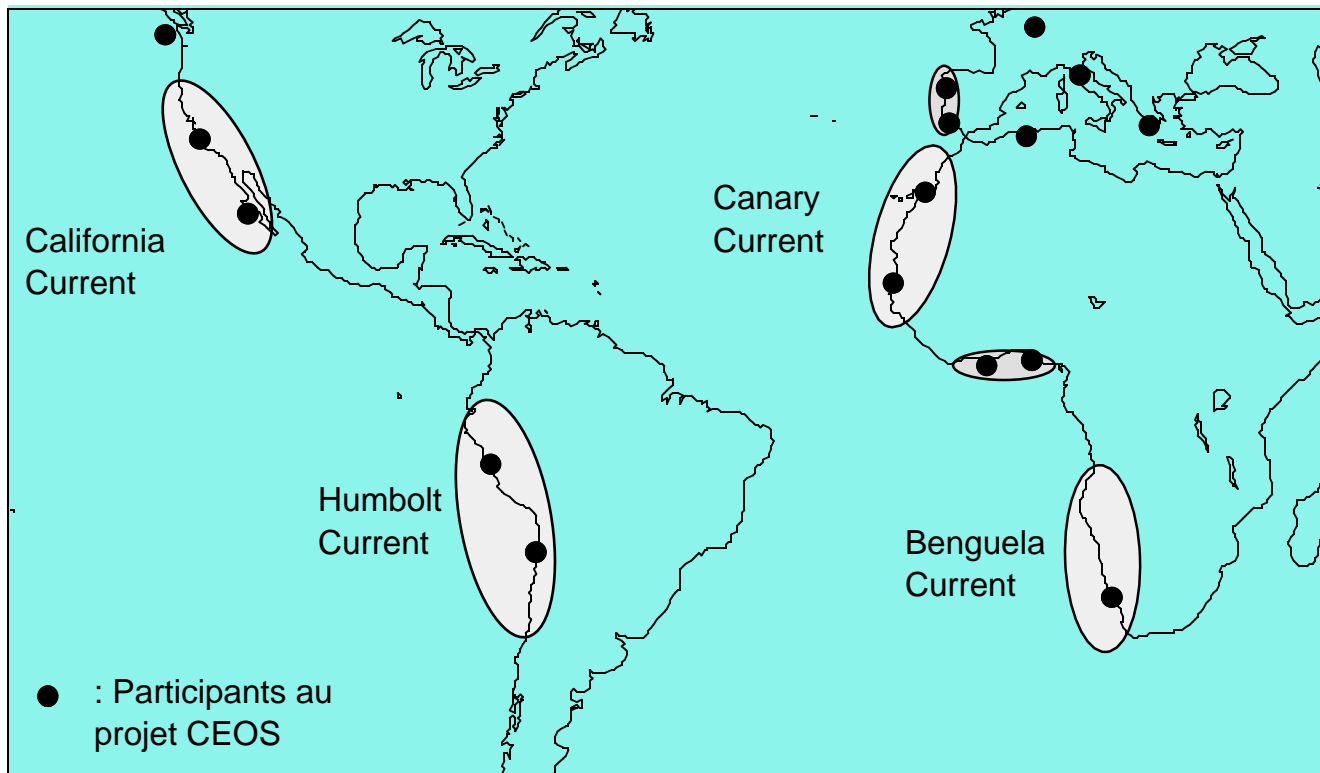 California
Current
Canary
Current
Humbolt
Current
Benguela
Current
: Participants au
projet CEOS